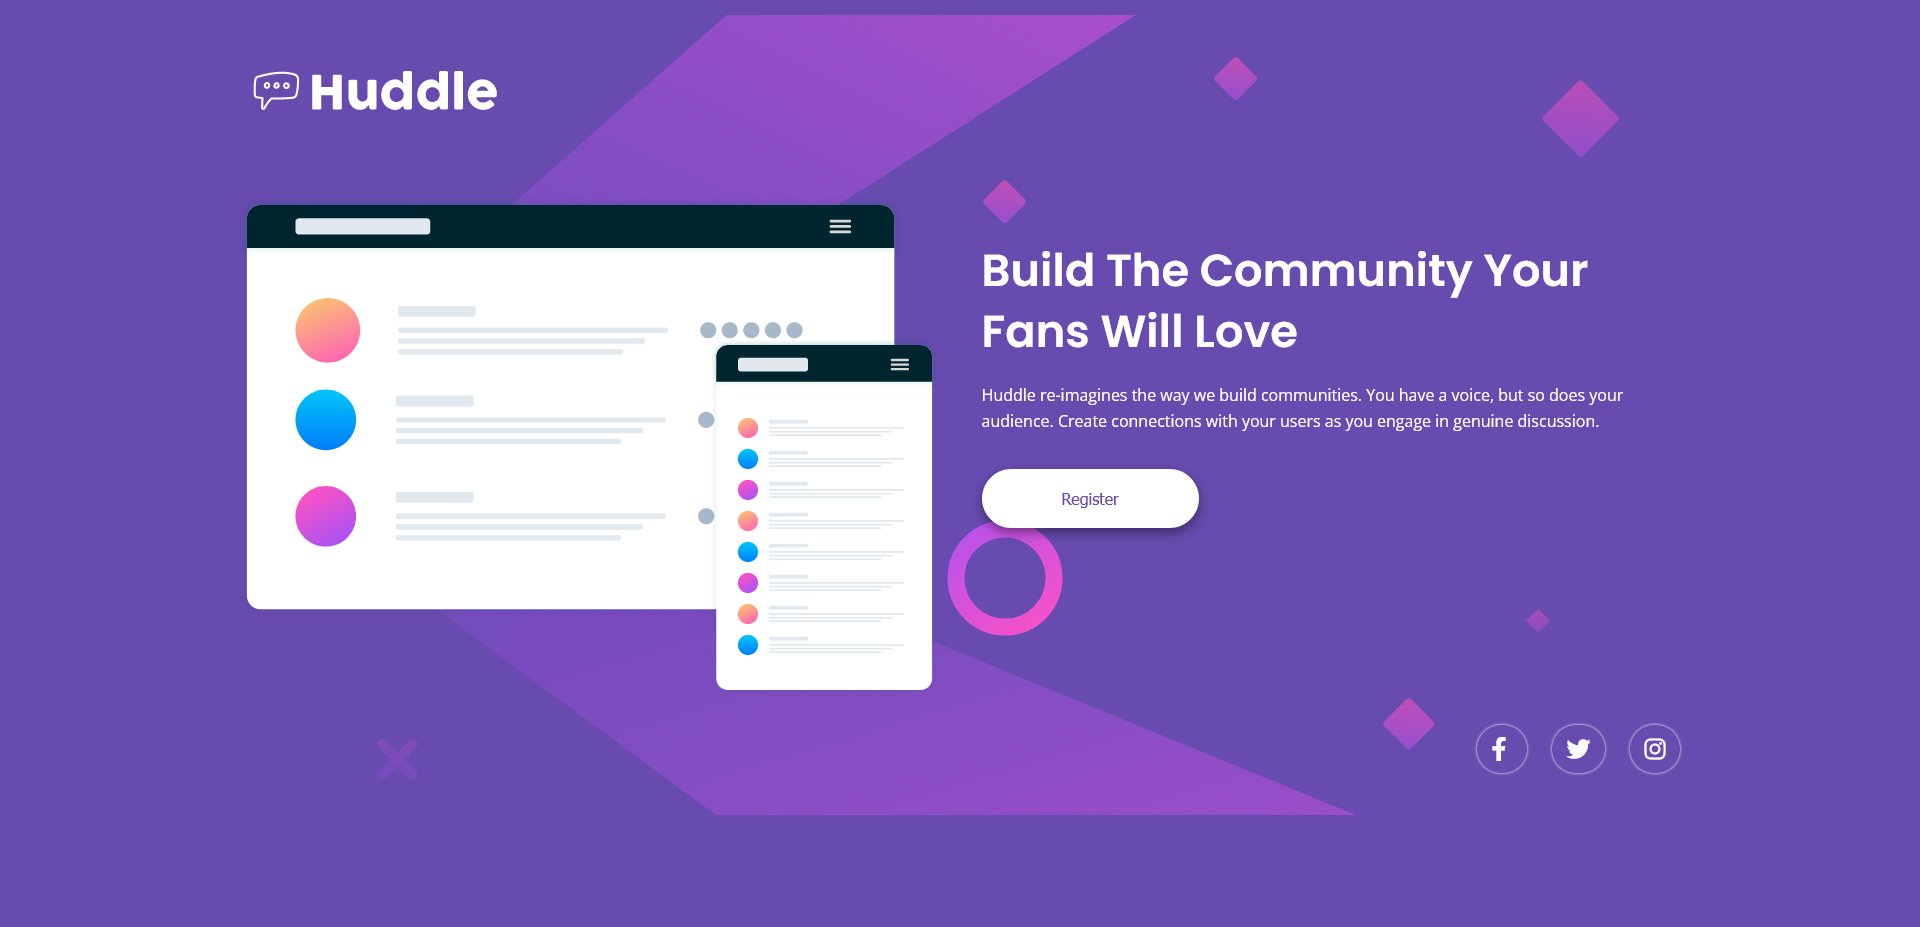 Huddle
Build The Community Your
Fans Will Love
Huddle re-imagines the way we build communities. You have a voice, but so does your
audience. Create connections with your users as you engage in genuine discussion.
Register